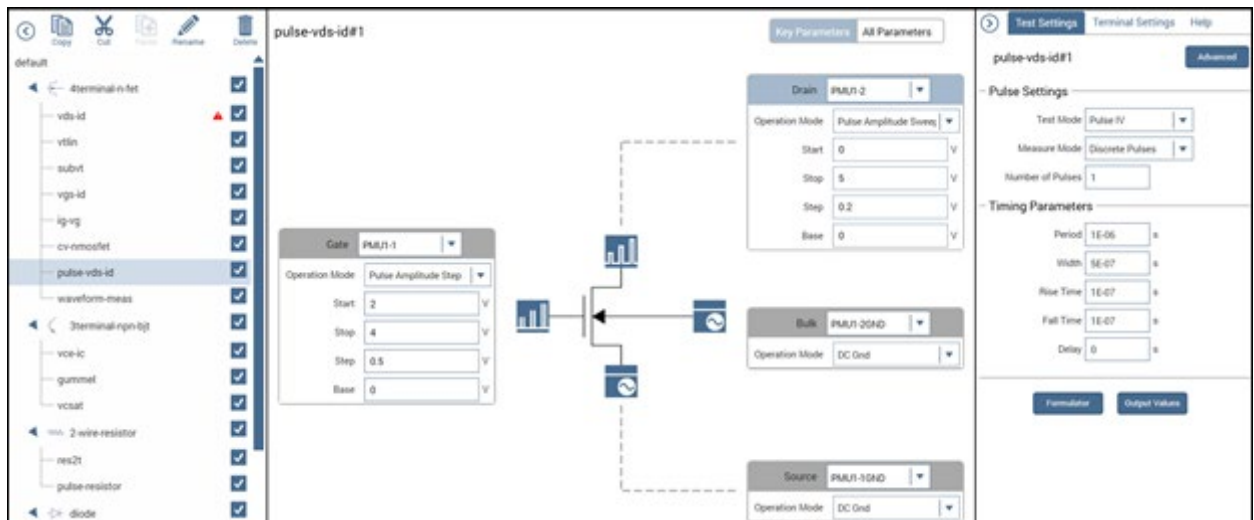 Copy Cut Paste Rename Delete
default
4terminal-n-fet
vds-id
vtlin
subvt
vgs-id
ig-vg
cv-nmosfet
pulse-vds-id
waveform-meas
3terminal-npn-bjt
vce-ic
gummel
vcsat
2-wire-resistor
res2t
pulse-resistor
diode
pulse-vds-id#1
Key Parameters All Parameters
Gate PMU1-1
Operation Mode Pulse Amplitude Step
Start 2 V
Stop 4 V
Step 0.5 V
Base 0 V
Drain PMU1-2
Operation Mode Pulse Amplitude Sweep
Start 0 V
Stop 5 V
Step 0.2 V
Base 0 V
Bulk PMU1-2GND
Operation Mode DC Gnd
Source PMU1-1GND
Operation Mode DC Gnd
Test Settings Terminal Settings Help
pulse-vds-id#1 Advanced
Pulse Settings
Test Mode Pulse IV
Measure Mode Discrete Pulses
Number of Pulses 1
Timing Parameters
Period 1E-06 s
Width 5E-07 s
Rise Time 1E-07 s
Fall Time 1E-07 s
Delay 0 s
Formulator Output Values